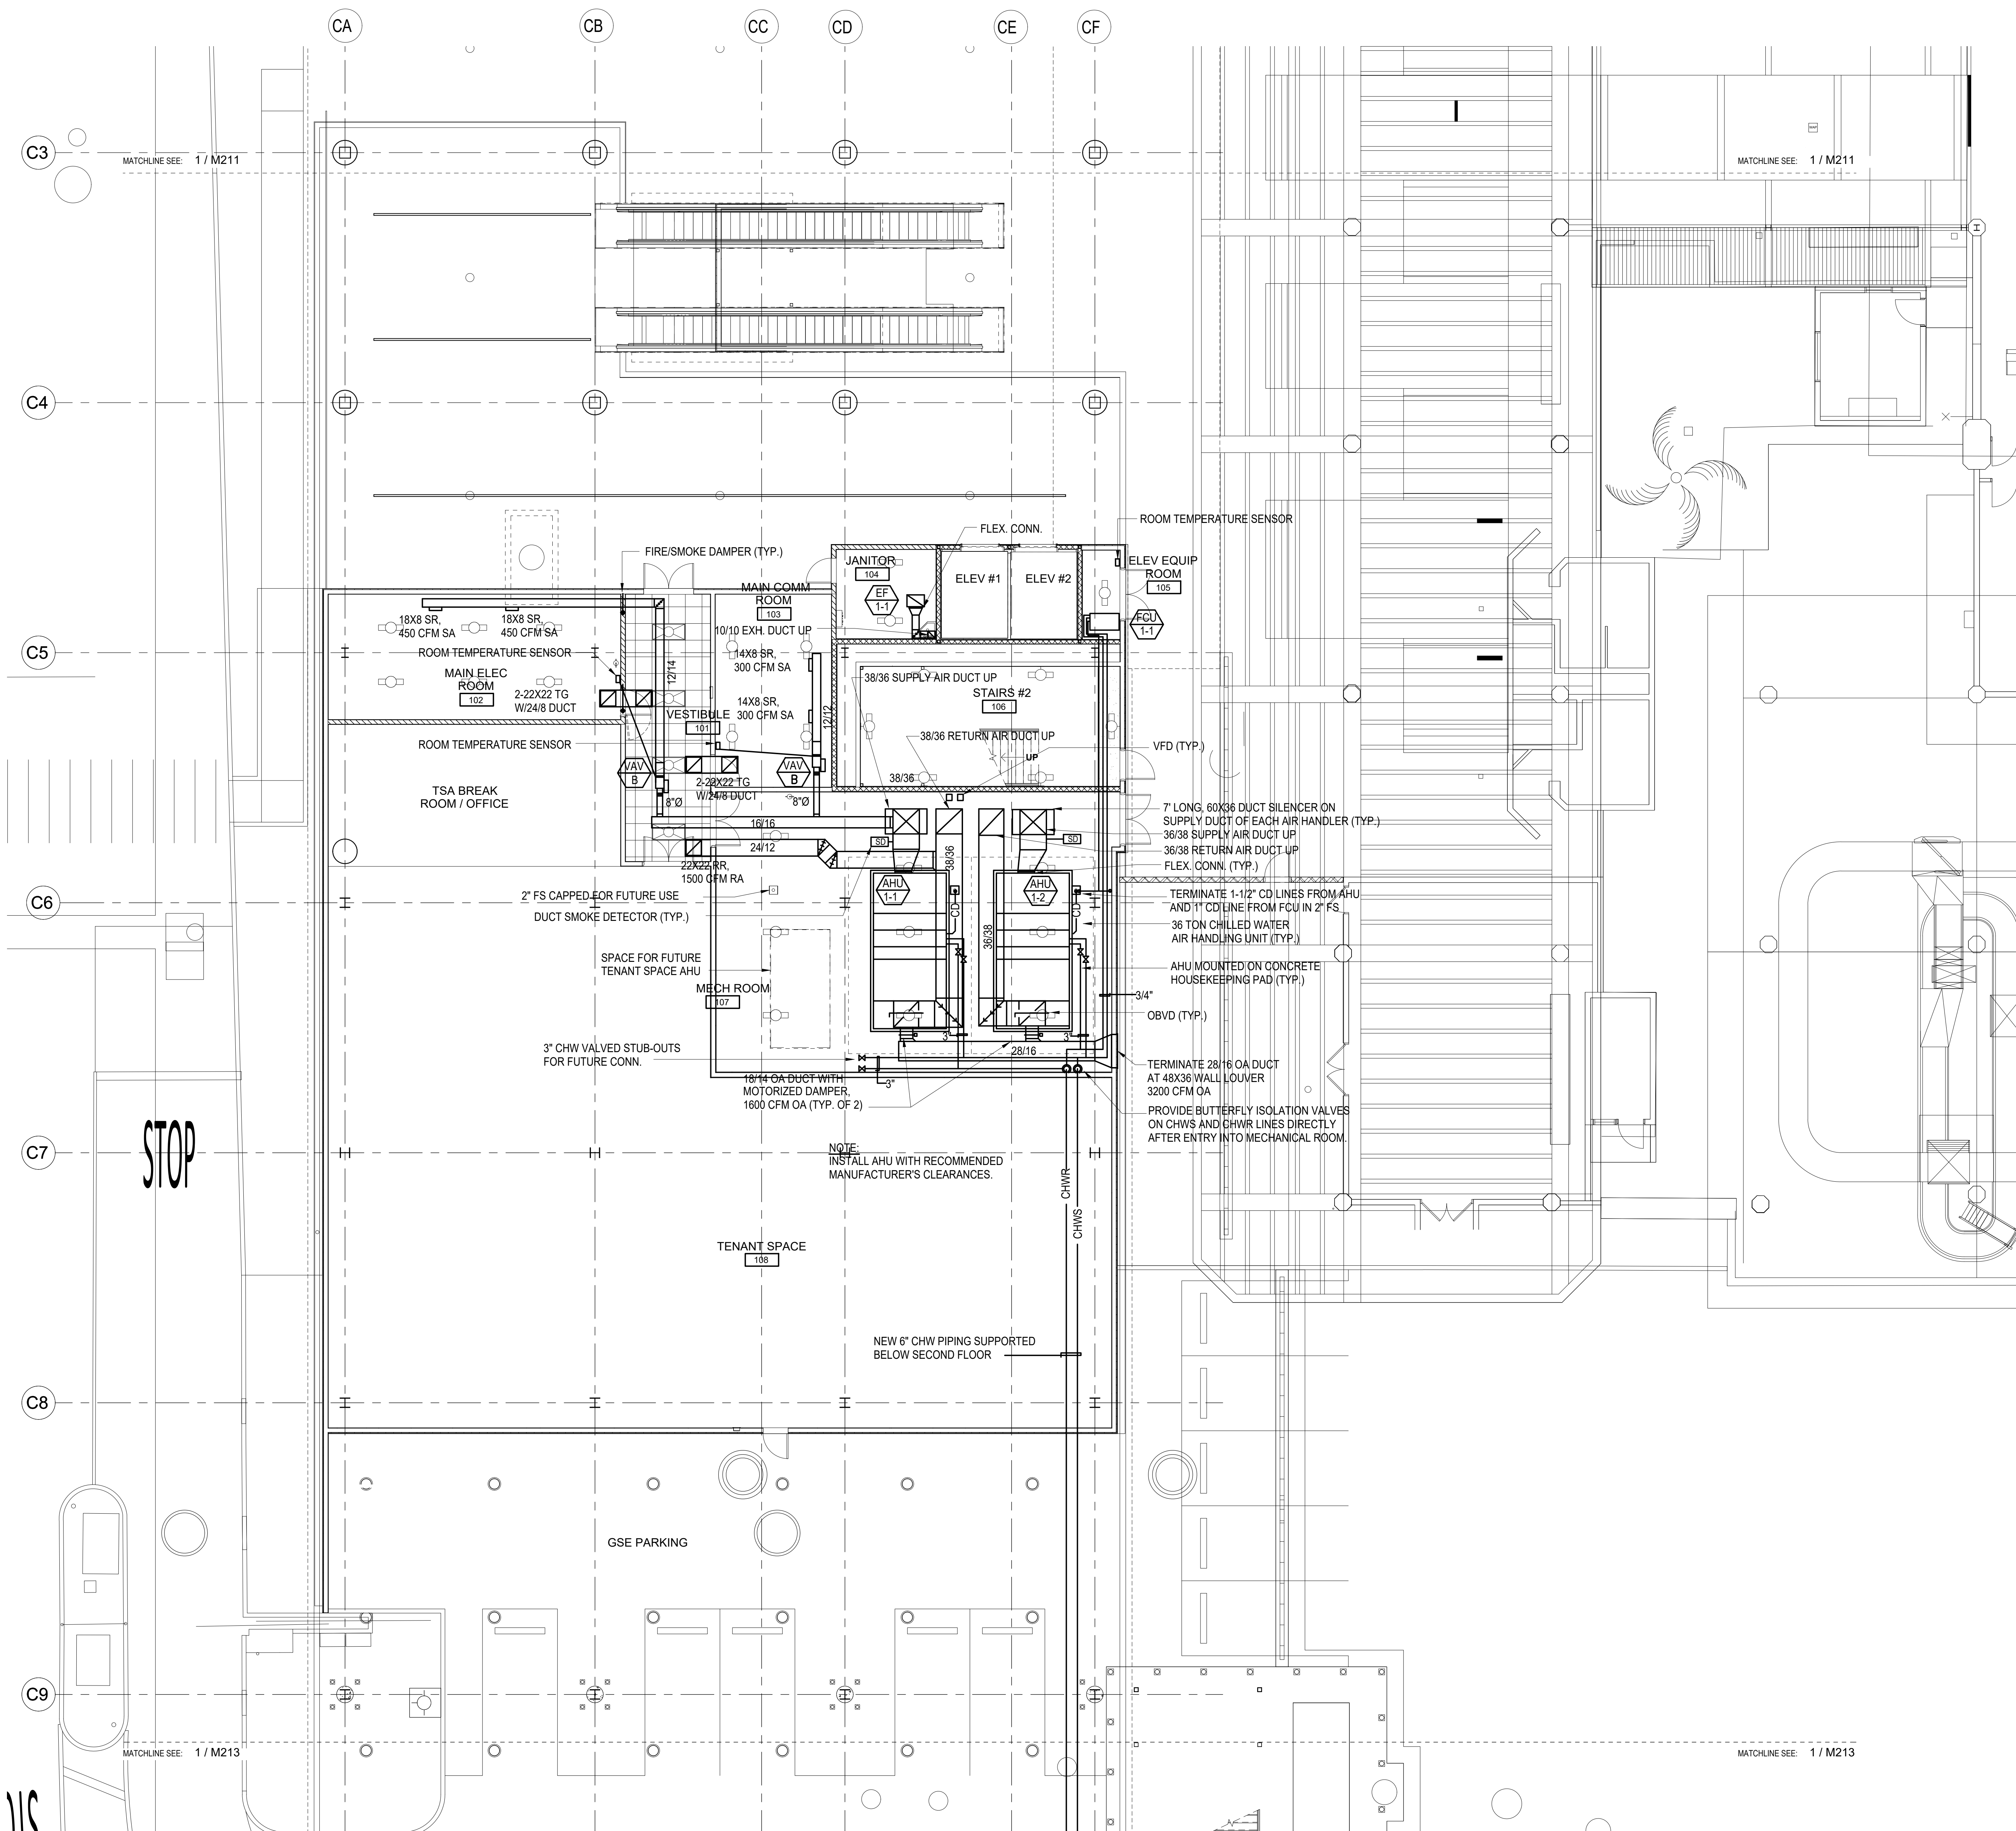 CA
CB
CC
CD
CE
CF
C3
MATCHLINE SEE: 1 / M211
MATCHLINE SEE: 1 / M211
C4
FLEX. CONN.
ROOM TEMPERATURE SENSOR
FIRE/SMOKE DAMPER (TYP.)
JANITOR
104
EF
1-1
ELEV #1
ELEV #2
ELEV EQUIP
ROOM
105
FCU
1-1
MAIN COMM
ROOM
103
18X8 SR,
450 CFM SA
18X8 SR,
450 CFM SA
10/10 EXH. DUCT UP
C5
ROOM TEMPERATURE SENSOR
14X8 SR,
300 CFM SA
12/14
MAIN ELEC
ROOM
102
2-22X22 TG
W/24/8 DUCT
38/36 SUPPLY AIR DUCT UP
STAIRS #2
106
14X8 SR,
300 CFM SA
12/12
VESTIBULE
101
38/36 RETURN AIR DUCT UP
ROOM TEMPERATURE SENSOR
VFD (TYP.)
UP
VAV
B
VAV
B
2-22X22 TG
W/24/8 DUCT
38/36
TSA BREAK
ROOM / OFFICE
8"Ø
8"Ø
7' LONG, 60X36 DUCT SILENCER ON
SUPPLY DUCT OF EACH AIR HANDLER (TYP.)
16/16
36/38 SUPPLY AIR DUCT UP
SD
SD
24/12
36/38 RETURN AIR DUCT UP
38/36
22X22 RR,
1500 CFM RA
FLEX. CONN. (TYP.)
AHU
1-1
AHU
1-2
2" FS CAPPED FOR FUTURE USE
TERMINATE 1-1/2" CD LINES FROM AHU
AND 1" CD LINE FROM FCU IN 2" FS
C6
CD
CD
DUCT SMOKE DETECTOR (TYP.)
36 TON CHILLED WATER
AIR HANDLING UNIT (TYP.)
36/38
SPACE FOR FUTURE
TENANT SPACE AHU
AHU MOUNTED ON CONCRETE
HOUSEKEEPING PAD (TYP.)
MECH ROOM
107
3/4"
OBVD (TYP.)
3"
3"
3" CHW VALVED STUB-OUTS
FOR FUTURE CONN.
28/16
TERMINATE 28/16 OA DUCT
AT 48X36 WALL LOUVER
3200 CFM OA
18/14 OA DUCT WITH
MOTORIZED DAMPER,
1600 CFM OA (TYP. OF 2)
3"
PROVIDE BUTTERFLY ISOLATION VALVES
ON CHWS AND CHWR LINES DIRECTLY
AFTER ENTRY INTO MECHANICAL ROOM.
STOP
C7
NOTE:
INSTALL AHU WITH RECOMMENDED
MANUFACTURER'S CLEARANCES.
CHWR
CHWS
TENANT SPACE
108
NEW 6" CHW PIPING SUPPORTED
BELOW SECOND FLOOR
C8
GSE PARKING
C9
MATCHLINE SEE: 1 / M213
MATCHLINE SEE: 1 / M213